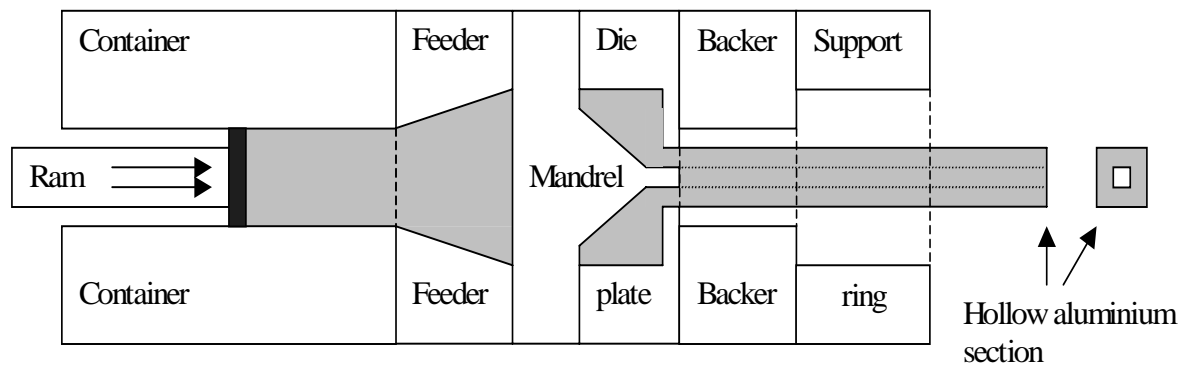 Container
Feeder
Die
Backer
Support
Ram
Mandrel
Container
Feeder
plate
Backer
ring
Hollow aluminium
section